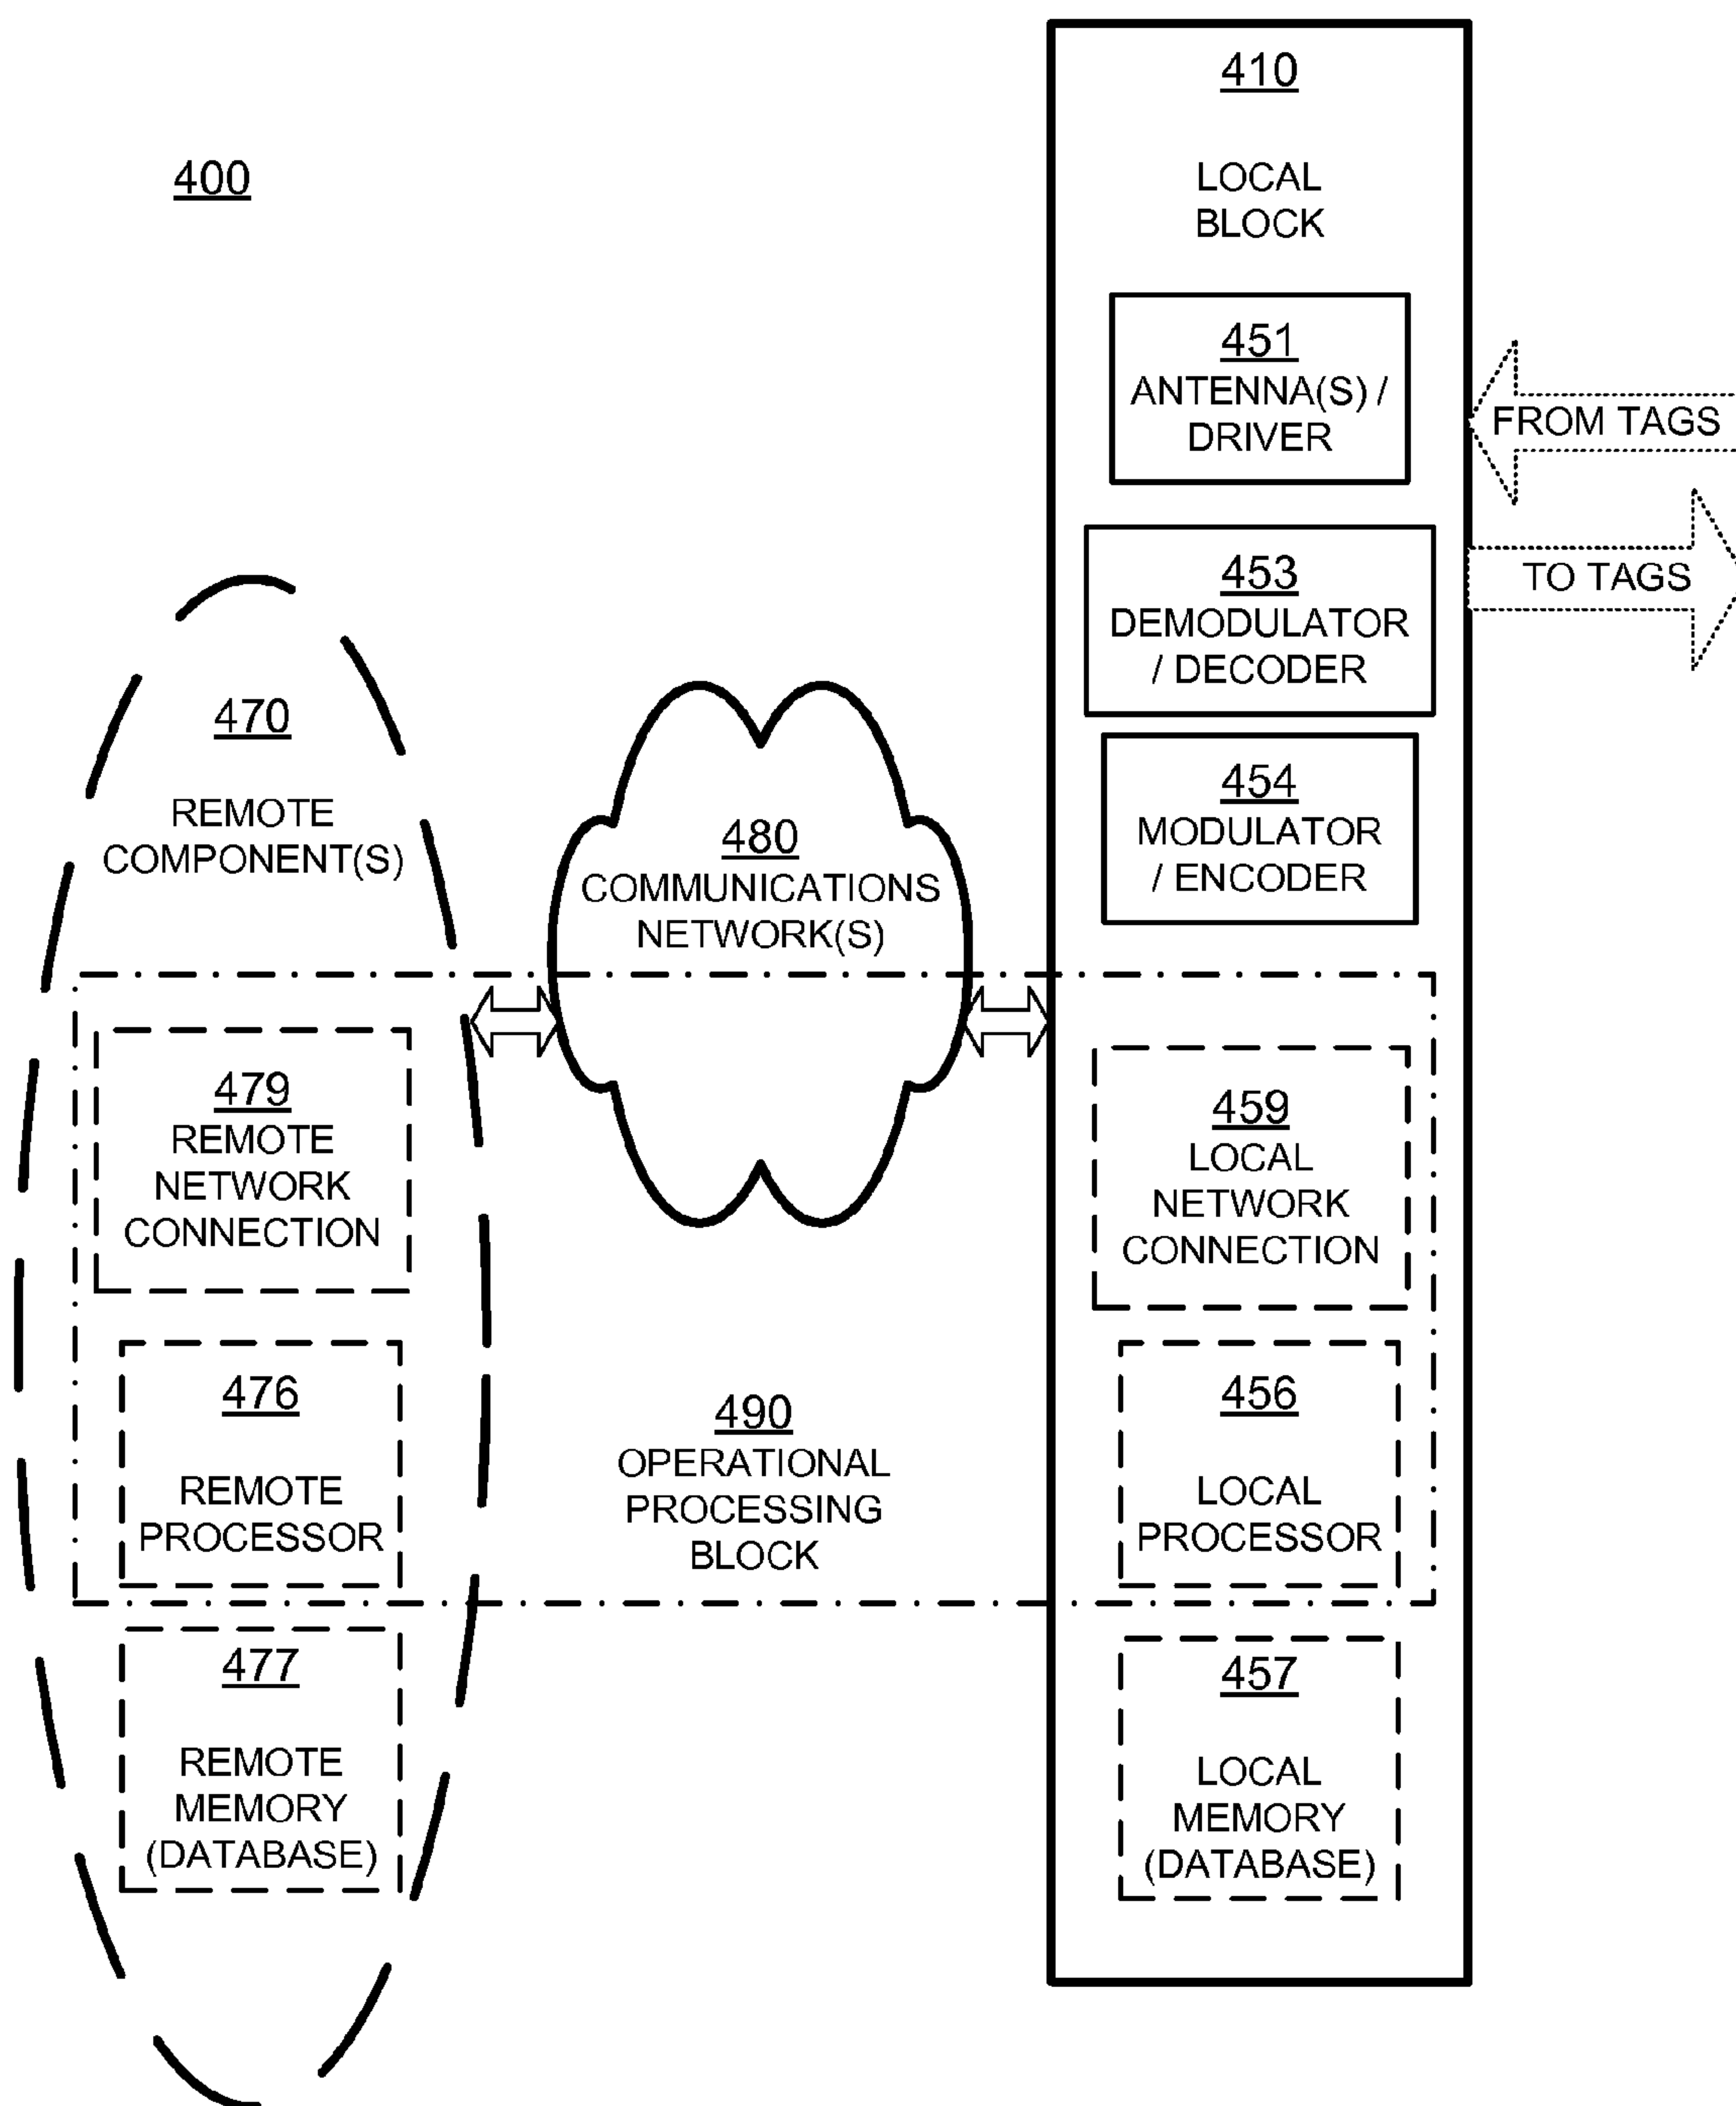 400
410
LOCAL
BLOCK
451
ANTENNA(S) /
DRIVER
FROM TAGS
453
DEMODULATOR
/ DECODER
TO TAGS
454
MODULATOR
/ ENCODER
470
REMOTE
COMPONENT(S)
480
COMMUNICATIONS
NETWORK(S)
479
REMOTE
NETWORK
CONNECTION
459
LOCAL
NETWORK
CONNECTION
476
REMOTE
PROCESSOR
490
OPERATIONAL
PROCESSING
BLOCK
456
LOCAL
PROCESSOR
477
REMOTE
MEMORY
(DATABASE)
457
LOCAL
MEMORY
(DATABASE)